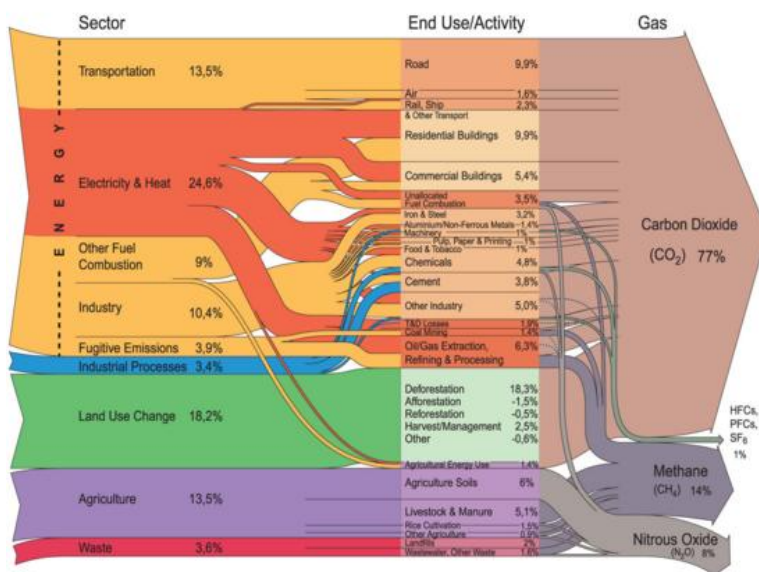 Sector
End Use/Activity
Gas
ENERGY
Transportation 13,5%
Electricity & Heat 24,6%
Other Fuel
Combustion 9%
Industry 10,4%
Fugitive Emissions 3,9%
Industrial Processes 3,4%
Land Use Change 18,2%
Agriculture 13,5%
Waste 3,6%
Road 9,9%
Air 1,6%
Rail, Ship 2,3%
& Other Transport
Residential Buildings 9,9%
Commercial Buildings 5,4%
Unallocated
Fuel Combustion 3,5%
Iron & Steel 3,2%
Aluminium/Non-Ferrous Metals 1,4%
Machinery 1%
Pulp, Paper & Printing 1%
Food & Tobacco 1%
Chemicals 4,8%
Cement 3,8%
Other Industry 5,0%
T&D Losses 1,9%
Coal Mining 1,4%
Oil/Gas Extraction, 6,3%
Refining & Processing
Deforestation 18,3%
Afforestation -1,5%
Reforestation -0,5%
Harvest/Management 2,5%
Other -0,6%
Agricultural Energy Use 1,4%
Agriculture Soils 6%
Livestock & Manure 5,1%
Rice Cultivation 1,5%
Other Agriculture 0,9%
Landfills 2%
Wastewater, Other Waste 1,6%
Carbon Dioxide
(CO2) 77%
HFCs,
PFCs,
SF6
1%
Methane
(CH4) 14%
Nitrous Oxide
(N2O) 8%